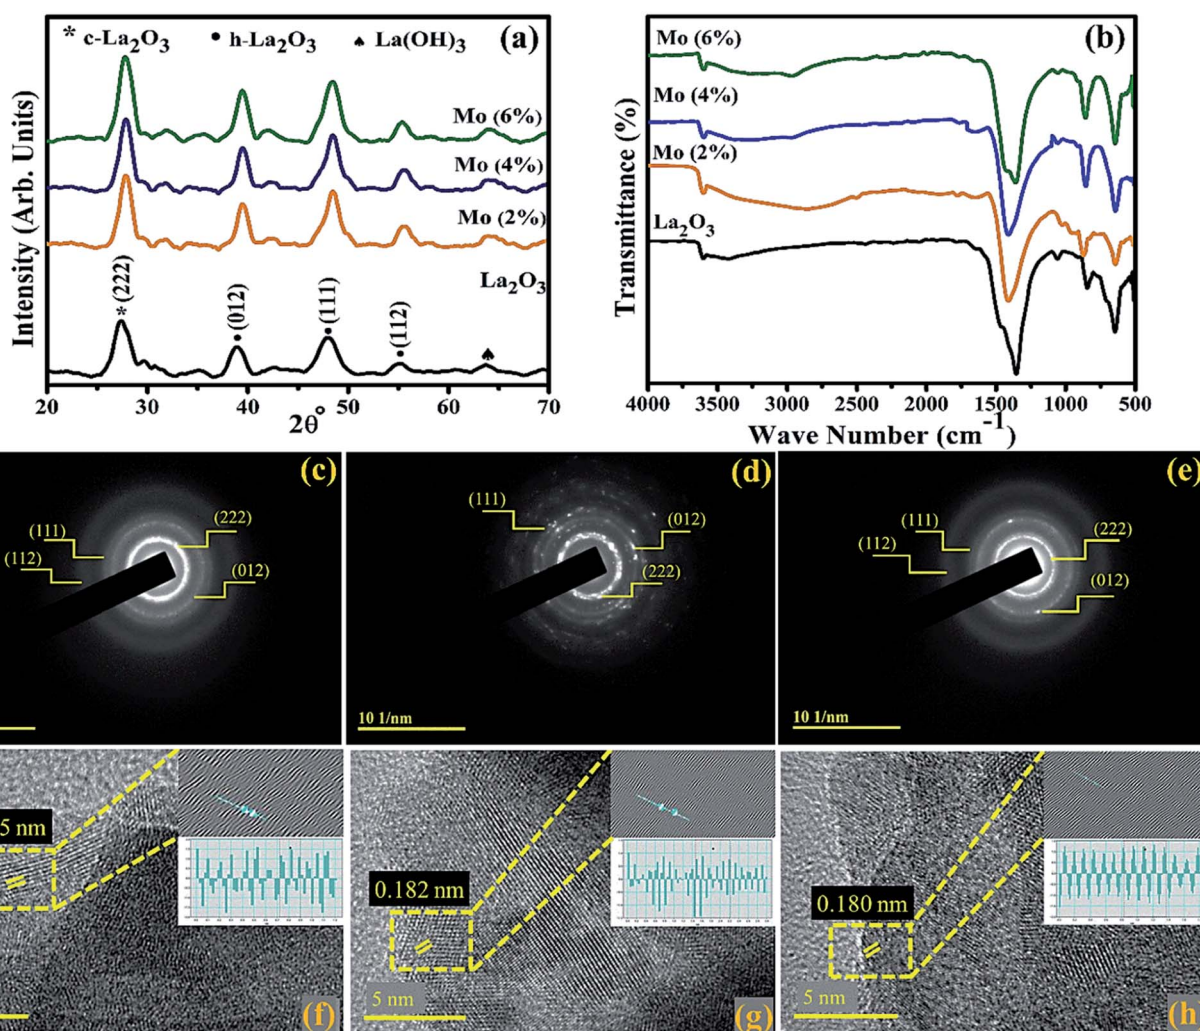 * c-La₂O₃ • h-La₂O₃ ♠ La(OH)₃ (a)
Mo (6%)
Mo (4%)
Mo (2%)
La₂O₃
*(222)
•(012)
•(111)
•(112)
♠
Intensity (Arb. Units)
20 30 40 50 60 70
2θ°
(b)
Mo (6%)
Mo (4%)
Mo (2%)
La₂O₃
Transmittance (%)
4000 3500 3000 2500 2000 1500 1000 500
Wave Number (cm⁻¹)
(c)
(222)
(111)
(112)
(012)
(d)
(111)
(012)
(222)
10 1/nm
(e)
(111)
(222)
(112)
(012)
10 1/nm
5 nm
(f)
0.182 nm
5 nm
(g)
0.180 nm
5 nm
(h